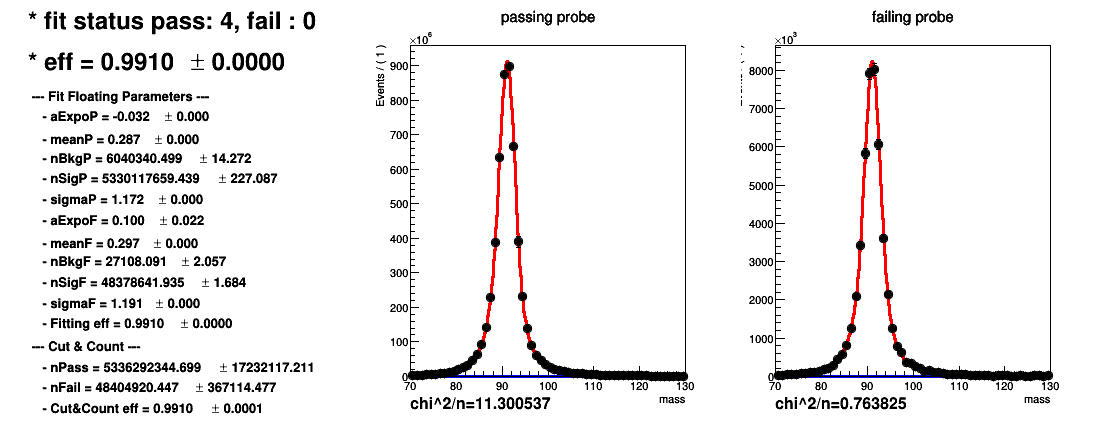 * fit status pass: 4, fail : 0
* eff = 0.9910 ± 0.0000
--- Fit Floating Parameters ---
- aExpoP = -0.032 ± 0.000
- meanP = 0.287 ± 0.000
- nBkgP = 6040340.499 ± 14.272
- nSigP = 5330117659.439 ± 227.087
- sigmaP = 1.172 ± 0.000
- aExpoF = 0.100 ± 0.022
- meanF = 0.297 ± 0.000
- nBkgF = 27108.091 ± 2.057
- nSigF = 48378641.935 ± 1.684
- sigmaF = 1.191 ± 0.000
- Fitting eff = 0.9910 ± 0.0000
--- Cut & Count ---
- nPass = 5336292344.699 ± 17232117.211
- nFail = 48404920.447 ± 367114.477
- Cut&Count eff = 0.9910 ± 0.0001
passing probe
×10^6
Events / ( 1 )
900
800
700
600
500
400
300
200
100
0
70 80 90 100 110 120 130
mass
chi^2/n=11.300537
failing probe
×10^3
8000
7000
6000
5000
4000
3000
2000
1000
0
70 80 90 100 110 120 130
mass
chi^2/n=0.763825